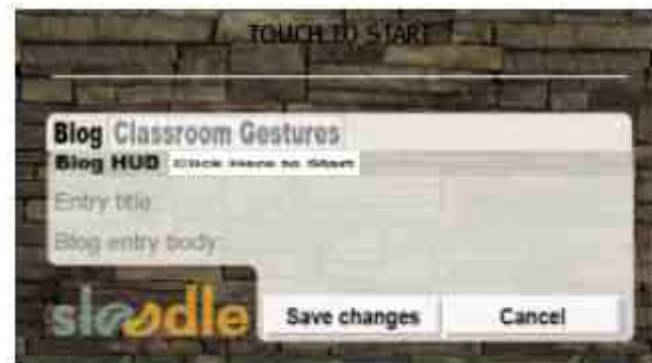 TOUCH TO START
Blog Classroom Gestures
Blog HUD Click Here to Start
Entry title:
Blog entry body:
sloodle Save changes Cancel